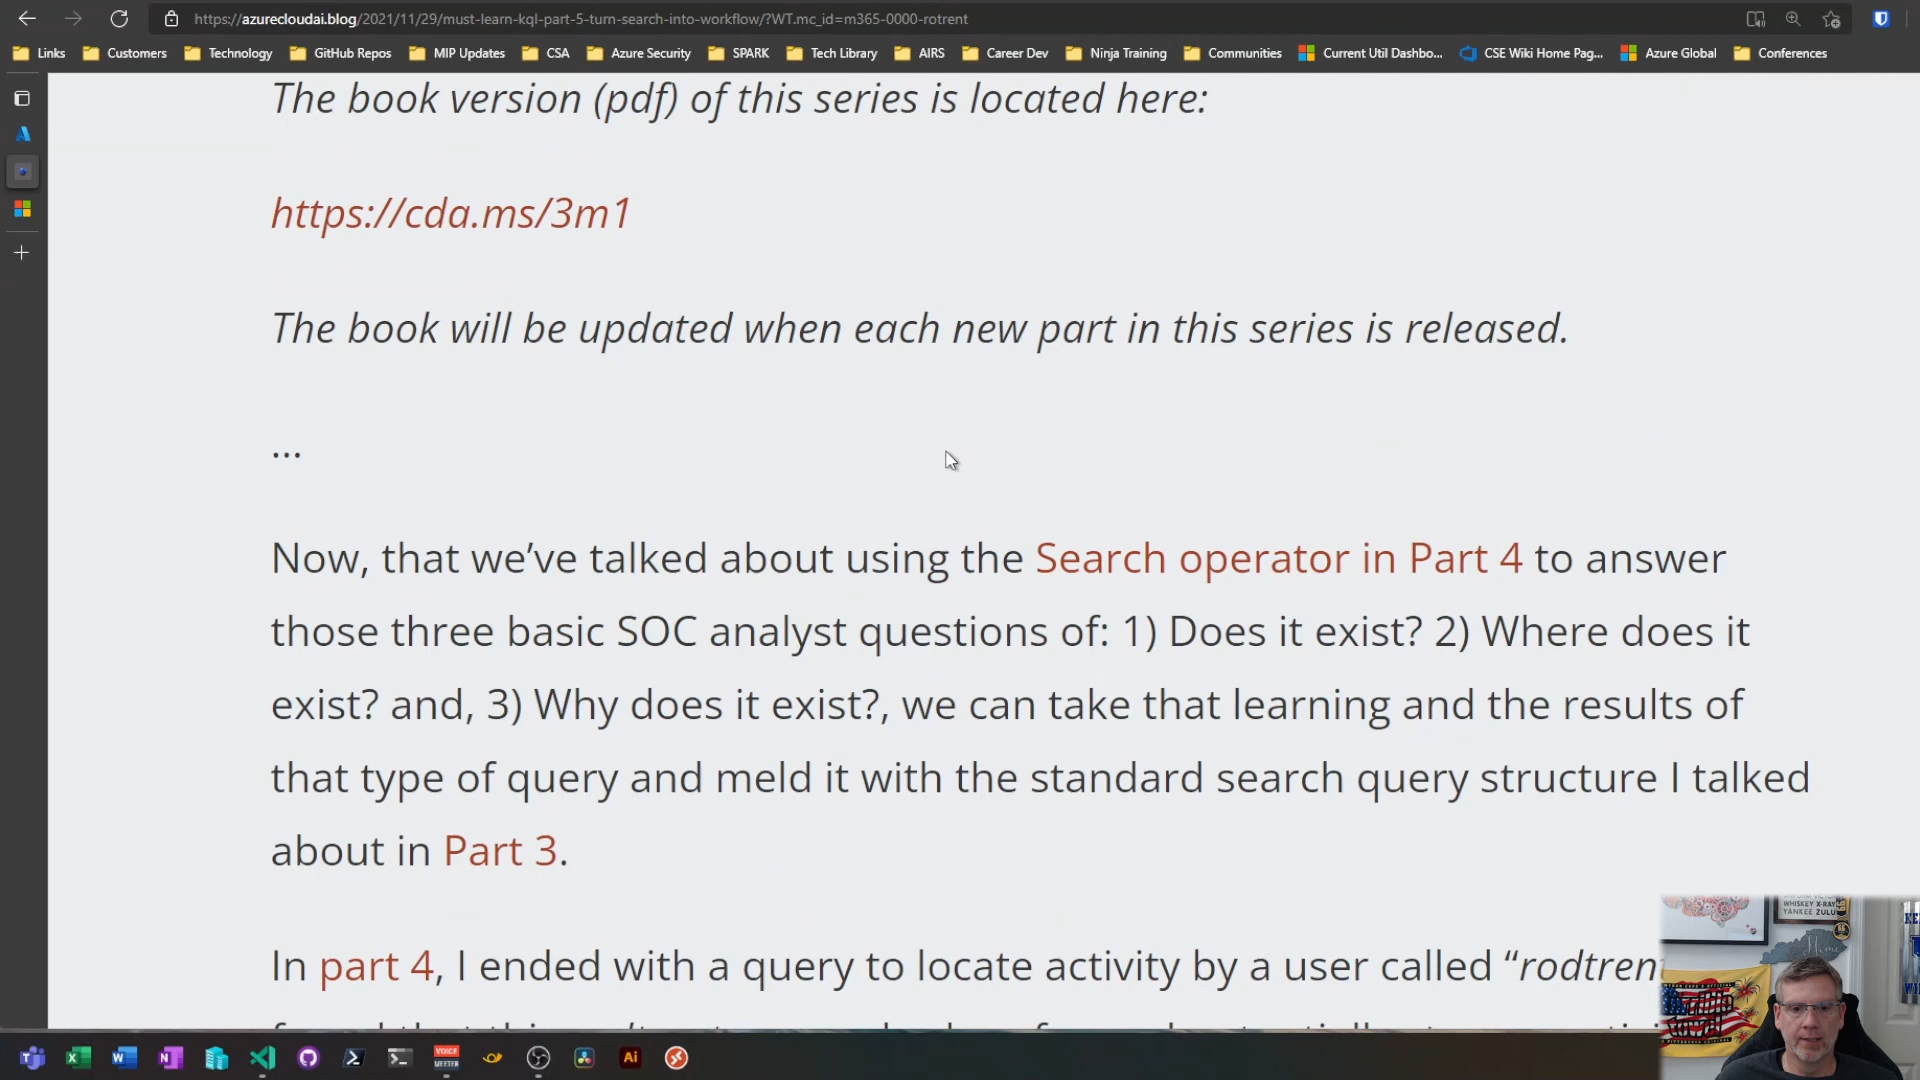 https://azurecloudai.blog/2021/11/29/must-learn-kql-part-5-turn-search-into-workflow/?WT.mc_id=m365-0000-rotrent
Links Customers Technology GitHub Repos MIP Updates CSA Azure Security SPARK Tech Library AIRS Career Dev Ninja Training Communities Current Util Dashbo... CSE Wiki Home Pag... Azure Global Conferences
The book version (pdf) of this series is located here:
https://cda.ms/3m1
The book will be updated when each new part in this series is released.
…
Now, that we’ve talked about using the Search operator in Part 4 to answer
those three basic SOC analyst questions of: 1) Does it exist? 2) Where does it
exist? and, 3) Why does it exist?, we can take that learning and the results of
that type of query and meld it with the standard search query structure I talked
about in Part 3.
In part 4, I ended with a query to locate activity by a user called “rodtren
WHISKEY X-RAY
YANKEE ZULU
Home
VOICE
MEETER
Ai